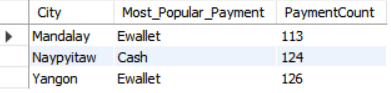 City Most_Popular_Payment PaymentCount
Mandalay Ewallet 113
Naypyitaw Cash 124
Yangon Ewallet 126